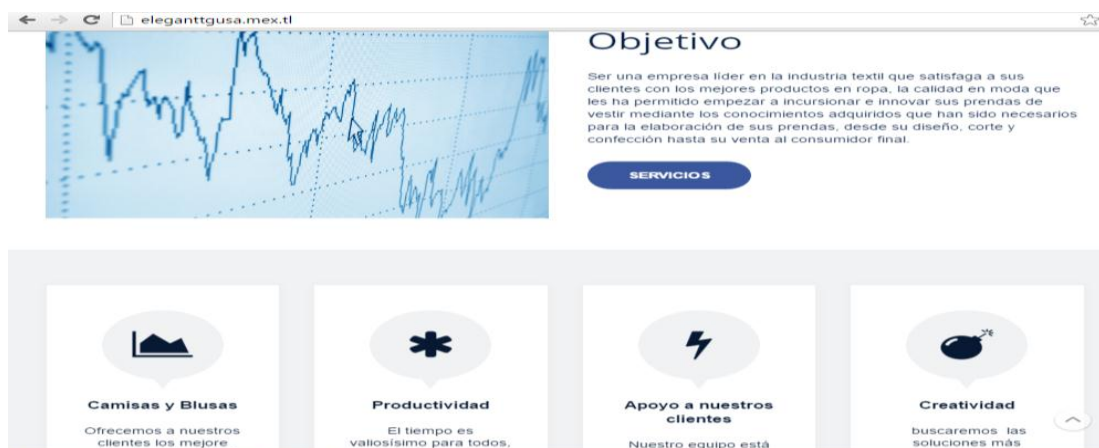 eleganttgusa.mex.tl
Objetivo
Ser una empresa líder en la industria textil que satisfaga a sus
clientes con los mejores productos en ropa, la calidad en moda que
les ha permitido empezar a incursionar e innovar sus prendas de
vestir mediante los conocimientos adquiridos que han sido necesarios
para la elaboración de sus prendas, desde su diseño, corte y
confección hasta su venta al consumidor final.
SERVICIOS
Camisas y Blusas
Ofrecemos a nuestros
clientes los mejore
Productividad
El tiempo es
valiosísimo para todos,
Apoyo a nuestros
clientes
Nuestro equipo está
Creatividad
buscaremos las
soluciones más